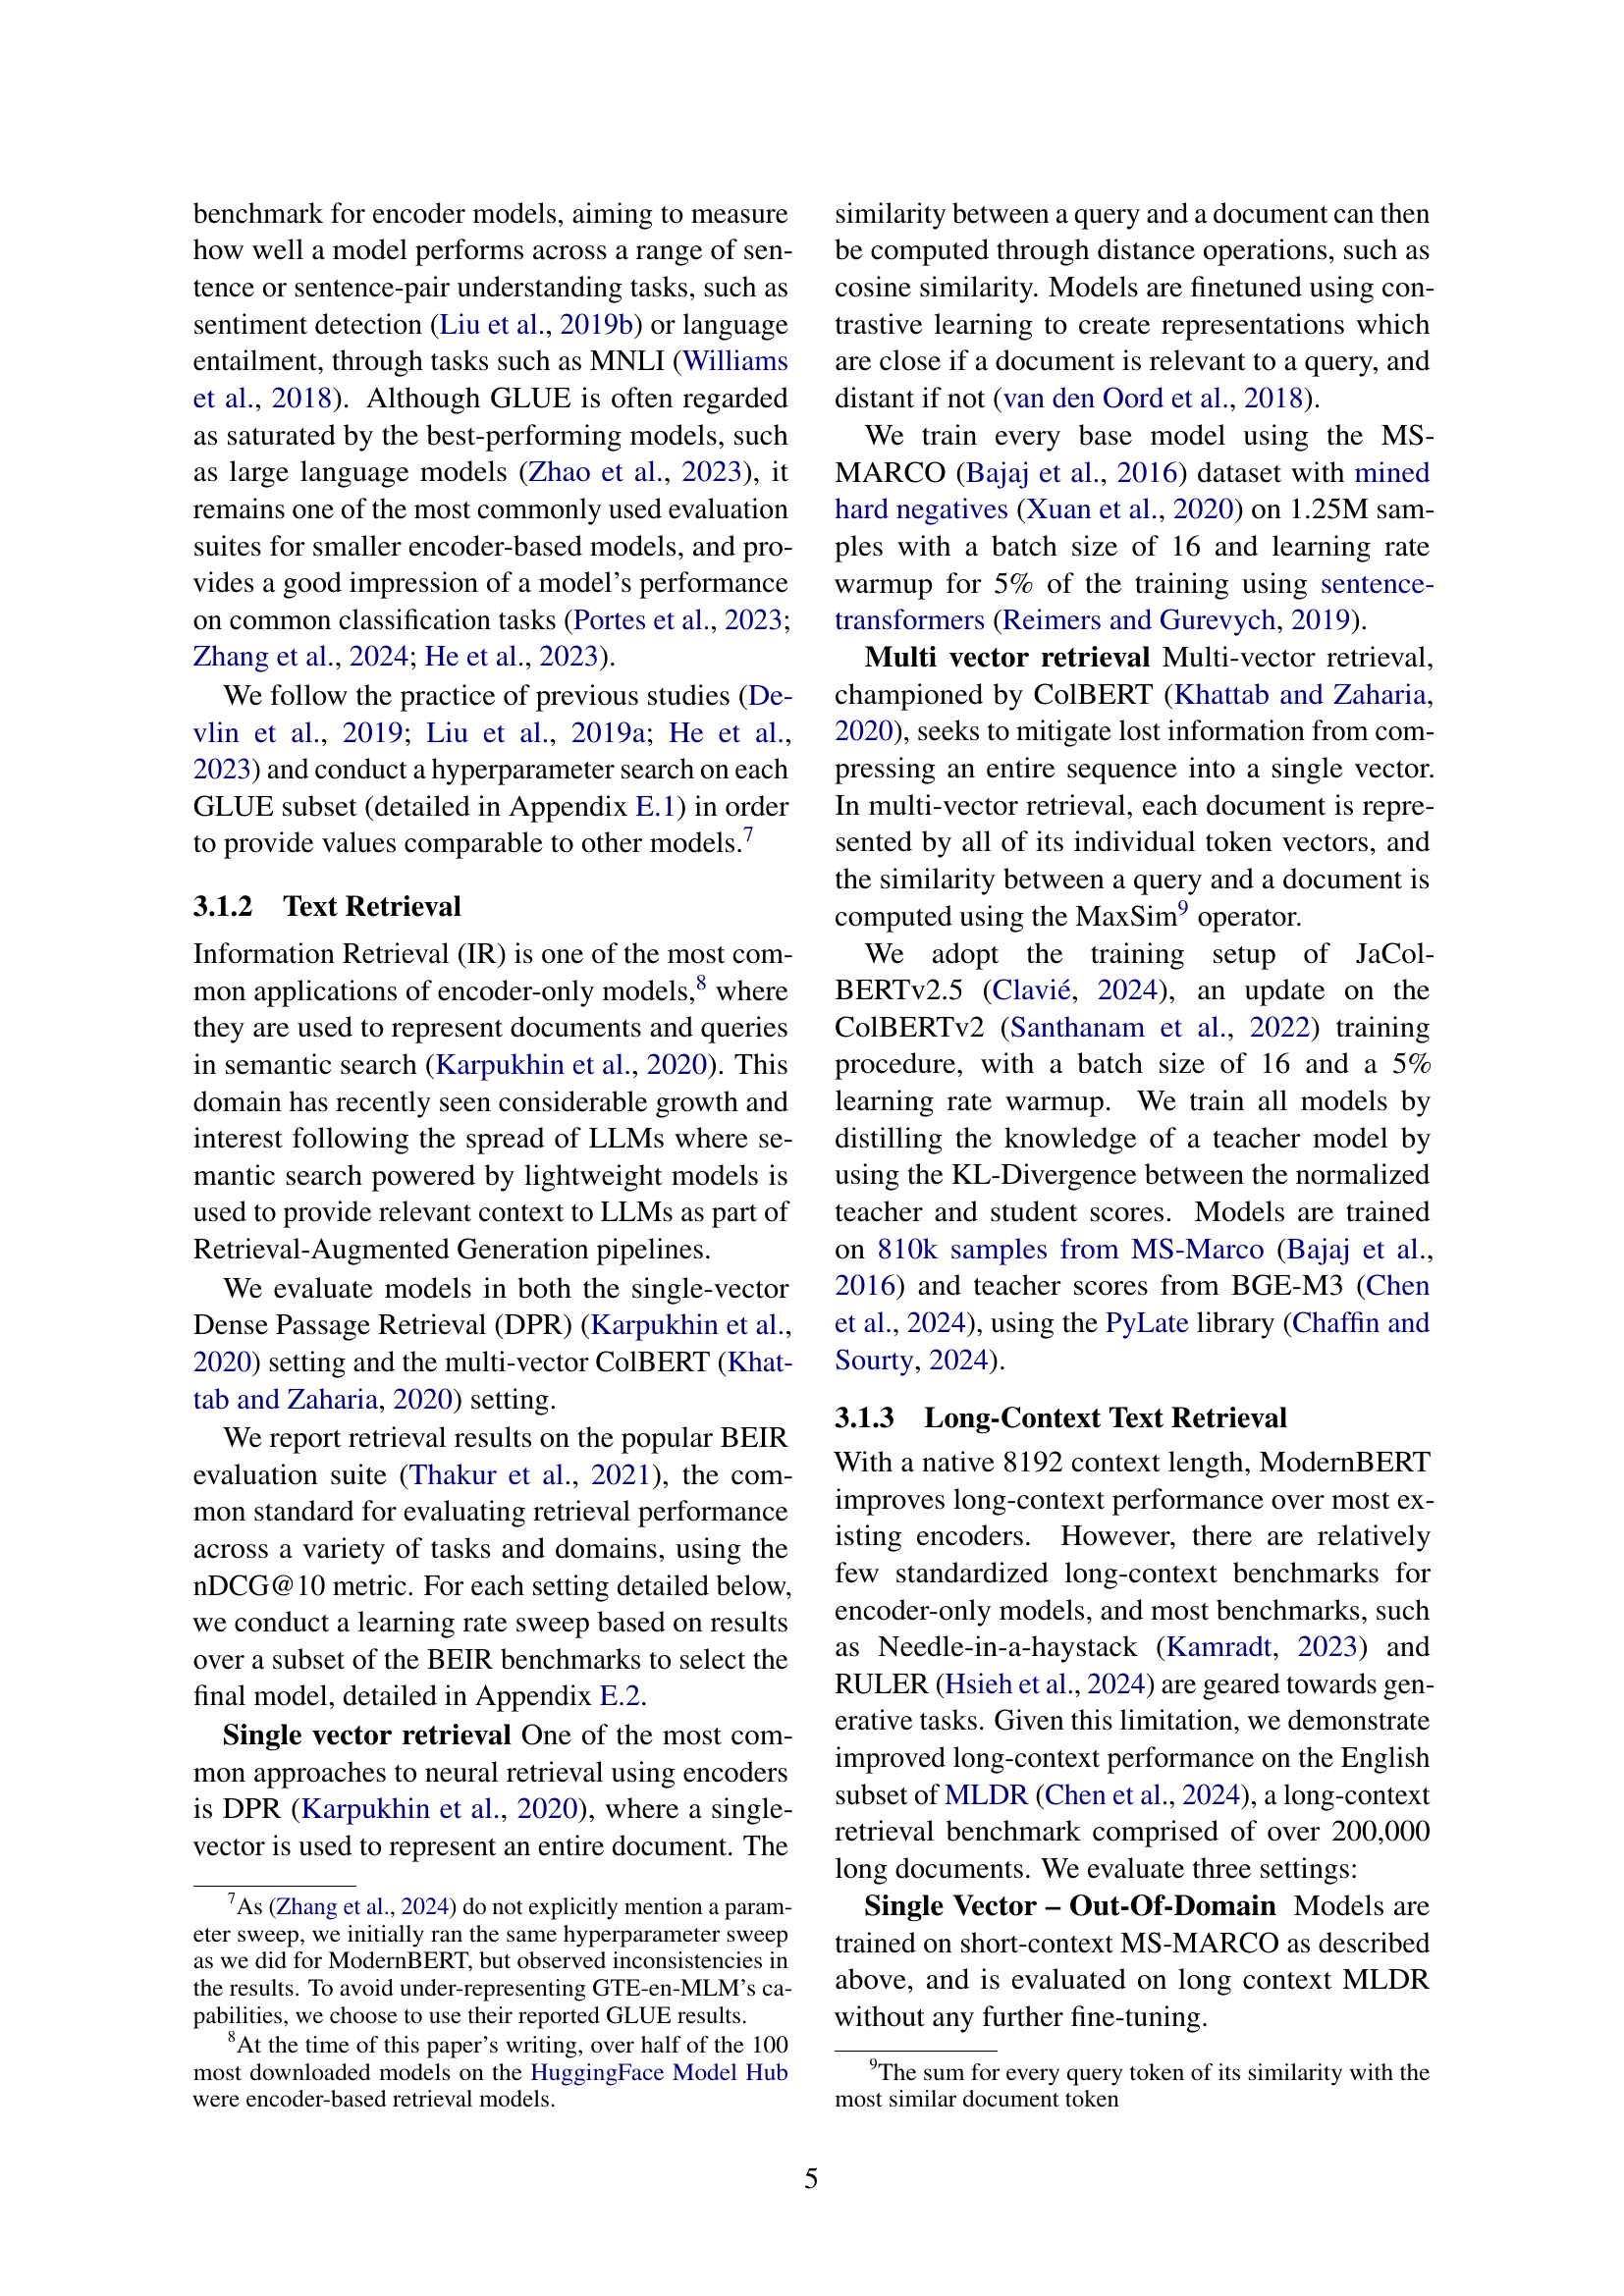 benchmark for encoder models, aiming to measure
how well a model performs across a range of sen-
tence or sentence-pair understanding tasks, such as
sentiment detection (Liu et al., 2019b) or language
entailment, through tasks such as MNLI (Williams
et al., 2018). Although GLUE is often regarded
as saturated by the best-performing models, such
as large language models (Zhao et al., 2023), it
remains one of the most commonly used evaluation
suites for smaller encoder-based models, and pro-
vides a good impression of a model's performance
on common classification tasks (Portes et al., 2023;
Zhang et al., 2024; He et al., 2023).
We follow the practice of previous studies (De-
vlin et al., 2019; Liu et al., 2019a; He et al.,
2023) and conduct a hyperparameter search on each
GLUE subset (detailed in Appendix E.1) in order
to provide values comparable to other models.7
3.1.2 Text Retrieval
Information Retrieval (IR) is one of the most com-
mon applications of encoder-only models,8 where
they are used to represent documents and queries
in semantic search (Karpukhin et al., 2020). This
domain has recently seen considerable growth and
interest following the spread of LLMs where se-
mantic search powered by lightweight models is
used to provide relevant context to LLMs as part of
Retrieval-Augmented Generation pipelines.
We evaluate models in both the single-vector
Dense Passage Retrieval (DPR) (Karpukhin et al.,
2020) setting and the multi-vector ColBERT (Khat-
tab and Zaharia, 2020) setting.
We report retrieval results on the popular BEIR
evaluation suite (Thakur et al., 2021), the com-
mon standard for evaluating retrieval performance
across a variety of tasks and domains, using the
nDCG@10 metric. For each setting detailed below,
we conduct a learning rate sweep based on results
over a subset of the BEIR benchmarks to select the
final model, detailed in Appendix E.2.
Single vector retrieval One of the most com-
mon approaches to neural retrieval using encoders
is DPR (Karpukhin et al., 2020), where a single-
vector is used to represent an entire document. The
7As (Zhang et al., 2024) do not explicitly mention a param-
eter sweep, we initially ran the same hyperparameter sweep
as we did for ModernBERT, but observed inconsistencies in
the results. To avoid under-representing GTE-en-MLM's ca-
pabilities, we choose to use their reported GLUE results.
8At the time of this paper's writing, over half of the 100
most downloaded models on the HuggingFace Model Hub
were encoder-based retrieval models.
similarity between a query and a document can then
be computed through distance operations, such as
cosine similarity. Models are finetuned using con-
trastive learning to create representations which
are close if a document is relevant to a query, and
distant if not (van den Oord et al., 2018).
We train every base model using the MS-
MARCO (Bajaj et al., 2016) dataset with mined
hard negatives (Xuan et al., 2020) on 1.25M sam-
ples with a batch size of 16 and learning rate
warmup for 5% of the training using sentence-
transformers (Reimers and Gurevych, 2019).
Multi vector retrieval Multi-vector retrieval,
championed by ColBERT (Khattab and Zaharia,
2020), seeks to mitigate lost information from com-
pressing an entire sequence into a single vector.
In multi-vector retrieval, each document is repre-
sented by all of its individual token vectors, and
the similarity between a query and a document is
computed using the MaxSim9 operator.
We adopt the training setup of JaCol-
BERTv2.5 (Clavié, 2024), an update on the
ColBERTv2 (Santhanam et al., 2022) training
procedure, with a batch size of 16 and a 5%
learning rate warmup. We train all models by
distilling the knowledge of a teacher model by
using the KL-Divergence between the normalized
teacher and student scores. Models are trained
on 810k samples from MS-Marco (Bajaj et al.,
2016) and teacher scores from BGE-M3 (Chen
et al., 2024), using the PyLate library (Chaffin and
Sourty, 2024).
3.1.3 Long-Context Text Retrieval
With a native 8192 context length, ModernBERT
improves long-context performance over most ex-
isting encoders. However, there are relatively
few standardized long-context benchmarks for
encoder-only models, and most benchmarks, such
as Needle-in-a-haystack (Kamradt, 2023) and
RULER (Hsieh et al., 2024) are geared towards gen-
erative tasks. Given this limitation, we demonstrate
improved long-context performance on the English
subset of MLDR (Chen et al., 2024), a long-context
retrieval benchmark comprised of over 200,000
long documents. We evaluate three settings:
Single Vector – Out-Of-Domain Models are
trained on short-context MS-MARCO as described
above, and is evaluated on long context MLDR
without any further fine-tuning.
9The sum for every query token of its similarity with the
most similar document token
5